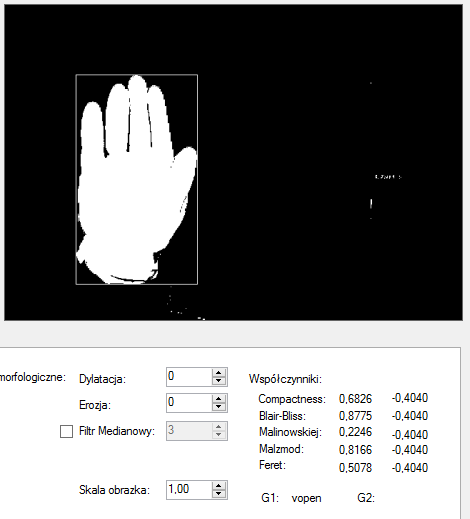 morfologiczne: Dylatacja: 0 Współczynniki:
Compactness: 0,6826 -0,4040
Erozja: 0 Blair-Bliss: 0,8775 -0,4040
Filtr Medianowy: 3 Malinowskiej: 0,2246 -0,4040
Malzmod: 0,8166 -0,4040
Feret: 0,5078 -0,4040
Skala obrazka: 1,00 G1: vopen G2: